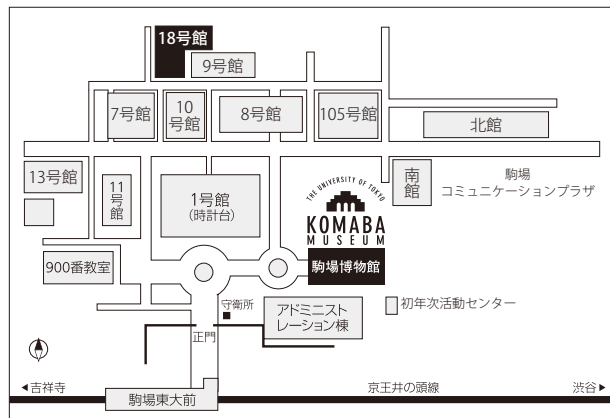 18号館
9号館
7号館
10
号館
8号館
105号館
北館
13号館
11
号
館
1号館
(時計台)
THE UNIVERSITY OF TOKYO
KOMABA
MUSEUM
駒場博物館
南
館
駒場
コミュニケーションプラザ
900番教室
守衛所
アドミニスト
レーション棟
初年次活動センター
正門
◀吉祥寺
京王井の頭線
渋谷▶
駒場東大前